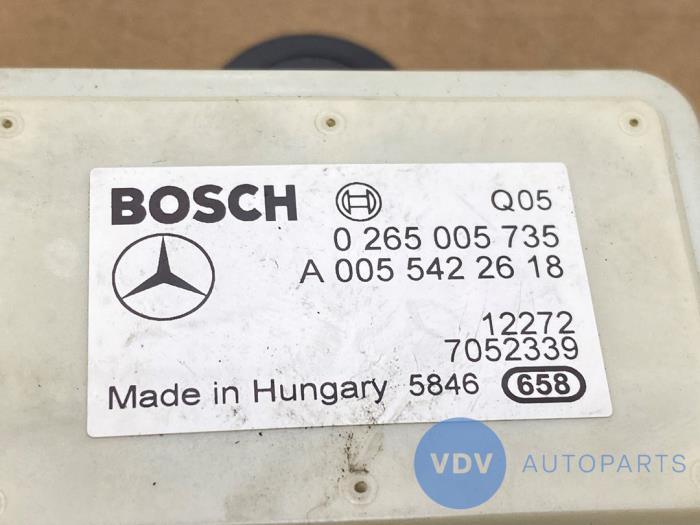 BOSCH Q05
0 265 005 735
A 005 542 26 18
12272
7052339
Made in Hungary 5846 658
VDV AUTOPARTS